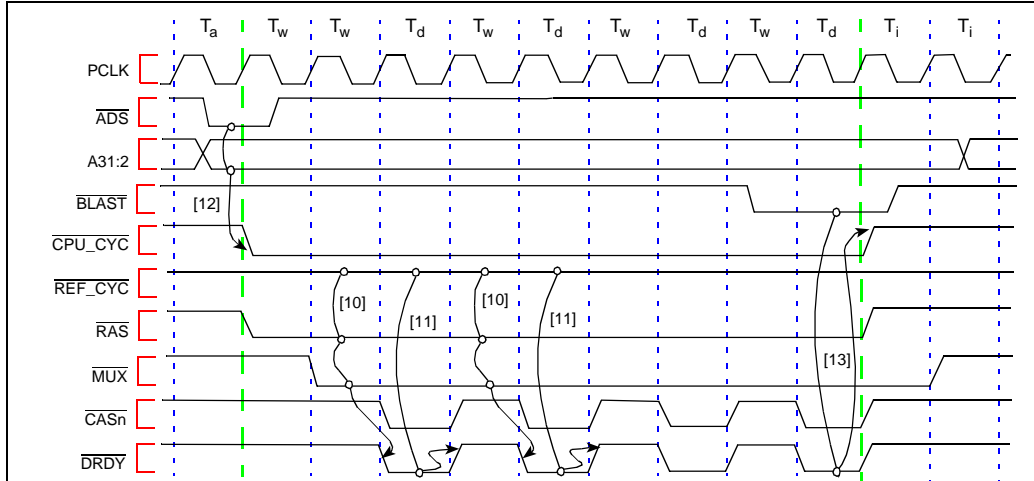 Ta Tw Tw Td Tw Td Tw Td Tw Td Ti Ti
PCLK
ADS
A31:2
BLAST
[12]
CPU_CYC
REF_CYC
[10] [11] [10] [11]
RAS
[13]
MUX
CASn
DRDY